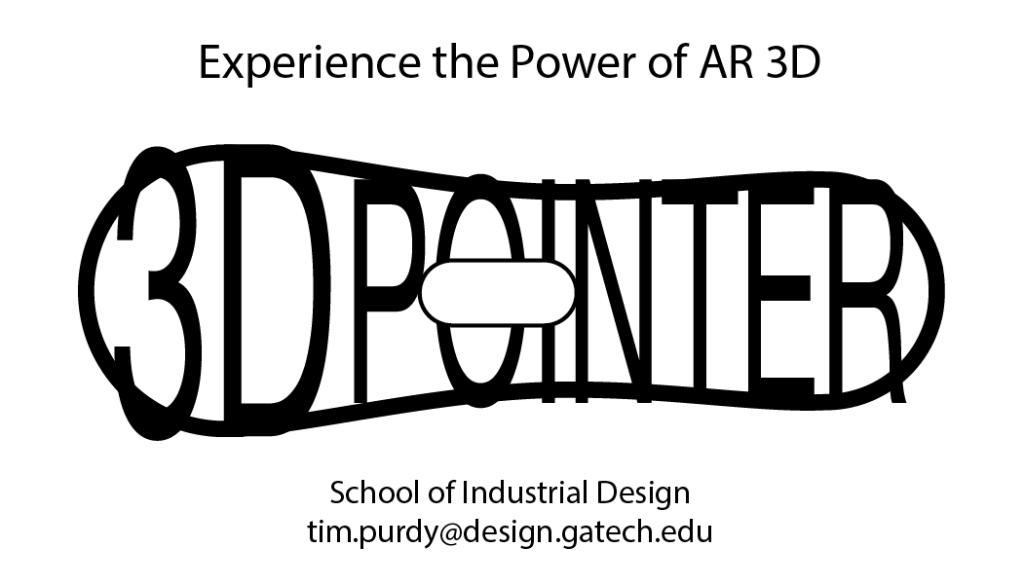 Experience the Power of AR 3D
3DPOINTER
School of Industrial Design
tim.purdy@design.gatech.edu